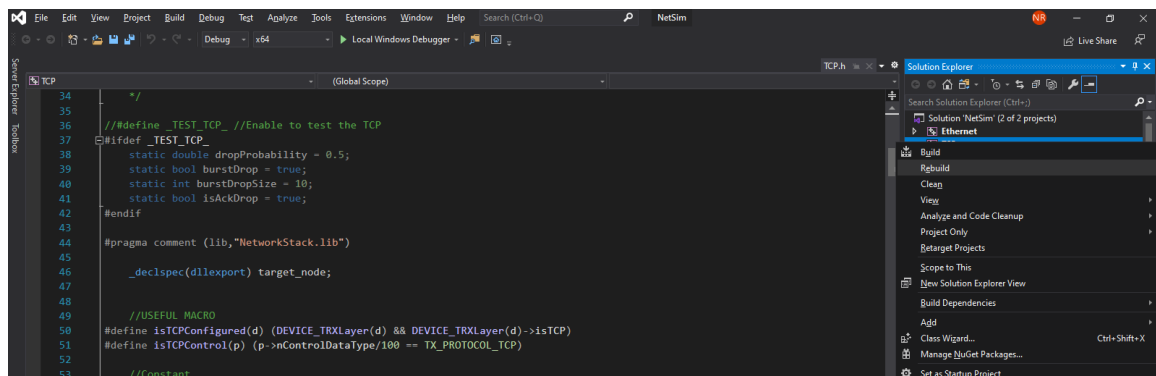 File Edit View Project Build Debug Test Analyze Tools Extensions Window Help Search (Ctrl+Q) NetSim NR
Debug x64 Local Windows Debugger Live Share
Server Explorer
Toolbox
TCP.h
TCP (Global Scope)
34 */
35
36 //#define _TEST_TCP_ //Enable to test the TCP
37 #ifdef _TEST_TCP_
38 static double dropProbability = 0.5;
39 static bool burstDrop = true;
40 static int burstDropSize = 10;
41 static bool isAckDrop = true;
42 #endif
43
44 #pragma comment (lib,"NetworkStack.lib")
45
46 _declspec(dllexport) target_node;
47
48
49 //USEFUL MACRO
50 #define isTCPConfigured(d) (DEVICE_TRXLayer(d) && DEVICE_TRXLayer(d)->isTCP)
51 #define isTCPControl(p) (p->nControlDataType/100 == TX_PROTOCOL_TCP)
52
53 //Constant
Solution Explorer
Search Solution Explorer (Ctrl+;)
Solution 'NetSim' (2 of 2 projects)
Ethernet
Build
Rebuild
Clean
View
Analyze and Code Cleanup
Project Only
Retarget Projects
Scope to This
New Solution Explorer View
Build Dependencies
Add
Class Wizard... Ctrl+Shift+X
Manage NuGet Packages...
Set as Startup Project